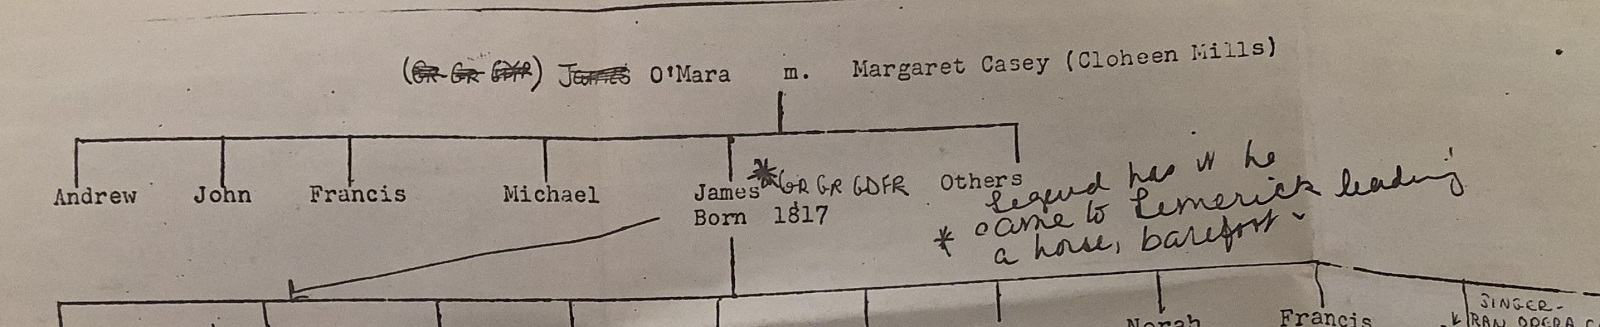 (GR GR GDFR) James O'Mara m. Margaret Casey (Cloheen Mills)
Andrew John Francis Michael James* GR GR GDFR Others
Born 1817
Legend has it he
* came to Limerick leading
a horse, barefoot
Norah Francis
SINGER-
RAN OPERA C